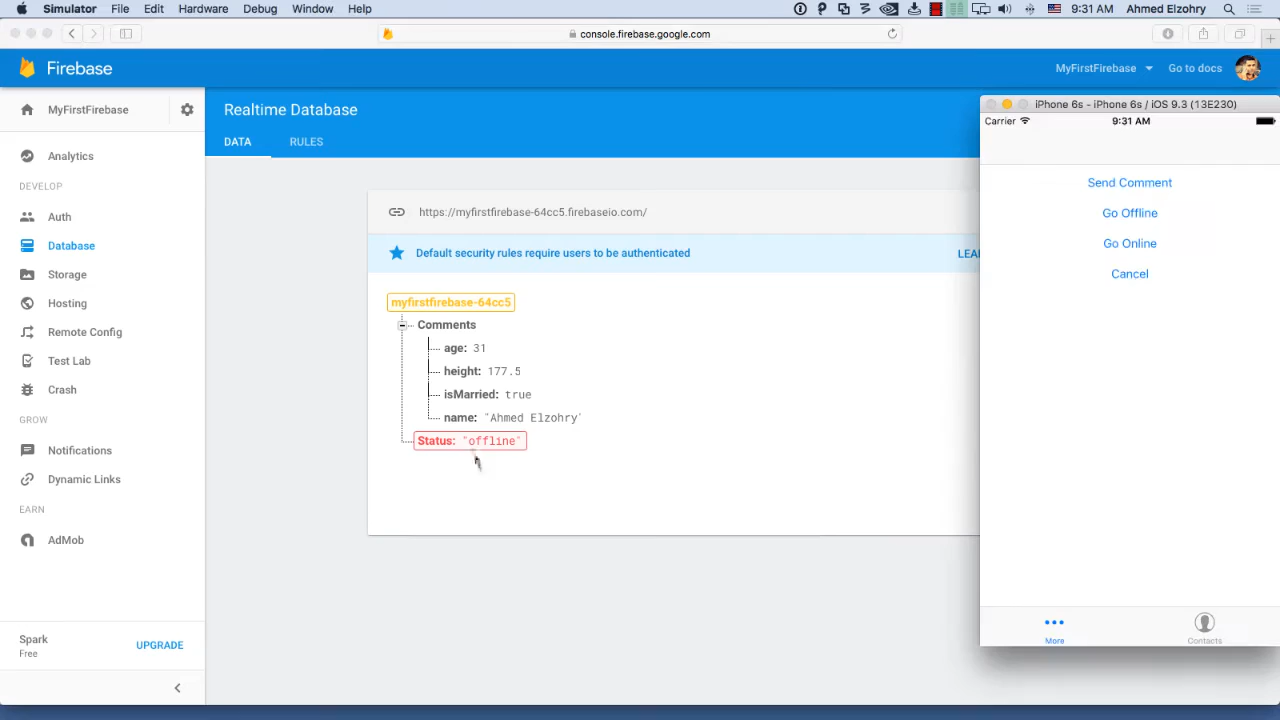 Simulator File Edit Hardware Debug Window Help 9:31 AM Ahmed Elzohry
console.firebase.google.com
Firebase MyFirstFirebase Go to docs
MyFirstFirebase
Realtime Database
DATA RULES
Analytics
DEVELOP
Auth
Database
Storage
Hosting
Remote Config
Test Lab
Crash
GROW
Notifications
Dynamic Links
EARN
AdMob
Spark
Free
UPGRADE
https://myfirstfirebase-64cc5.firebaseio.com/
Default security rules require users to be authenticated LEA
myfirstfirebase-64cc5
Comments
age: 31
height: 177.5
isMarried: true
name: "Ahmed Elzohry"
Status: "offline"
iPhone 6s - iPhone 6s / iOS 9.3 (13E230)
Carrier 9:31 AM
Send Comment
Go Offline
Go Online
Cancel
More Contacts